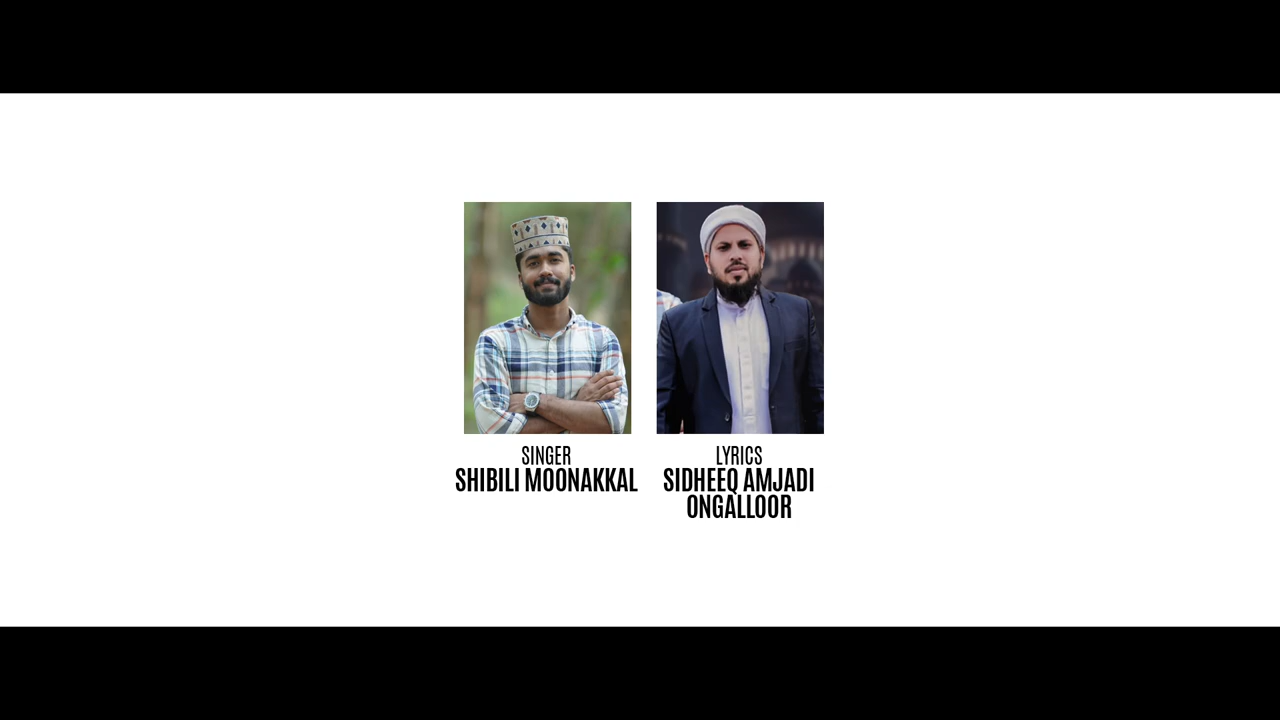 SINGER
SHIBILI MOONAKKAL
LYRICS
SIDHEEQ AMJADI
ONGALLOOR